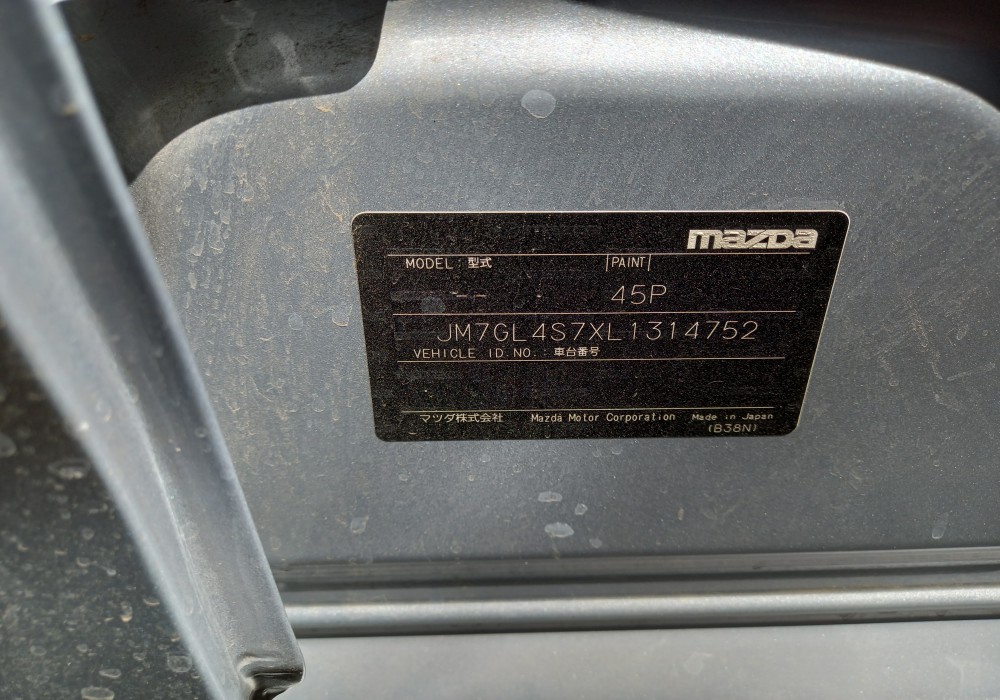 mazda
MODEL : 型式 PAINT
45P
JM7GL4S7XL1314752
VEHICLE ID NO. : 車台番号
マツダ株式会社 Mazda Motor Corporation Made in Japan
(B38N)